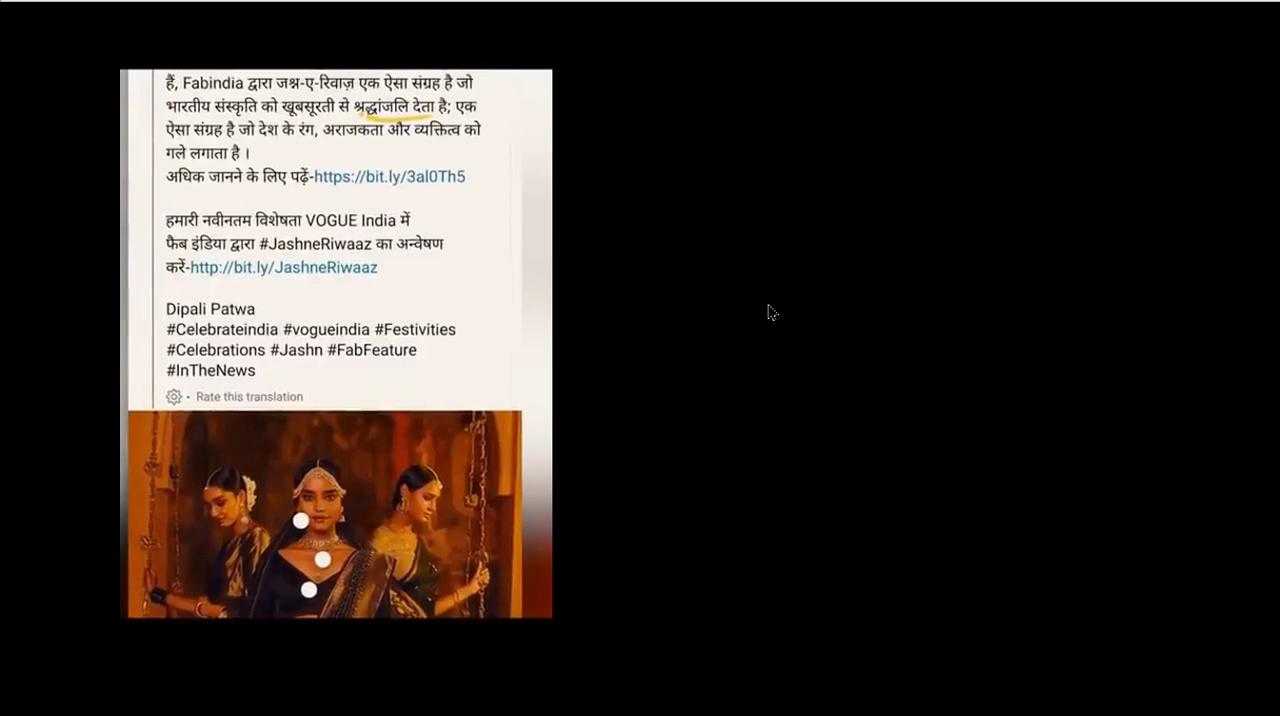 हैं, Fabindia द्वारा जश्न-ए-रिवाज़ एक ऐसा संग्रह है जो
भारतीय संस्कृति को खूबसूरती से श्रद्धांजलि देता है; एक
ऐसा संग्रह है जो देश के रंग, अराजकता और व्यक्तित्व को
गले लगाता है ।
अधिक जानने के लिए पढ़ें-https://bit.ly/3al0Th5
हमारी नवीनतम विशेषता VOGUE India में
फैब इंडिया द्वारा #JashneRiwaaz का अन्वेषण
करें-http://bit.ly/JashneRiwaaz
Dipali Patwa
#Celebrateindia #vogueindia #Festivities
#Celebrations #Jashn #FabFeature
#InTheNews
· Rate this translation